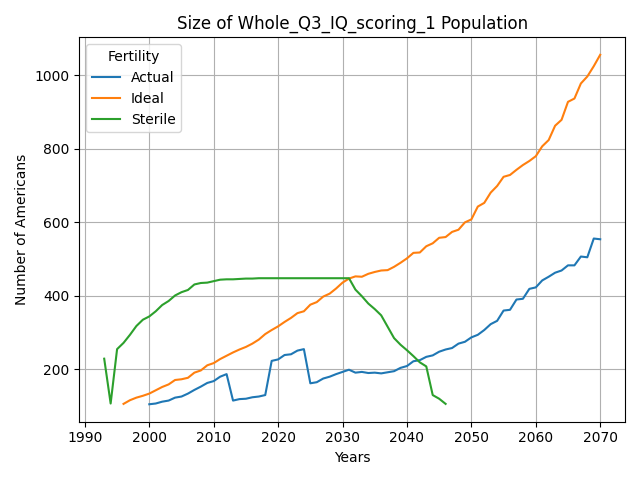 Size of Whole_Q3_IQ_scoring_1 Population
Fertility
Actual
Ideal
Sterile
Number of Americans
1000
800
600
400
200
1990 2000 2010 2020 2030 2040 2050 2060 2070
Years